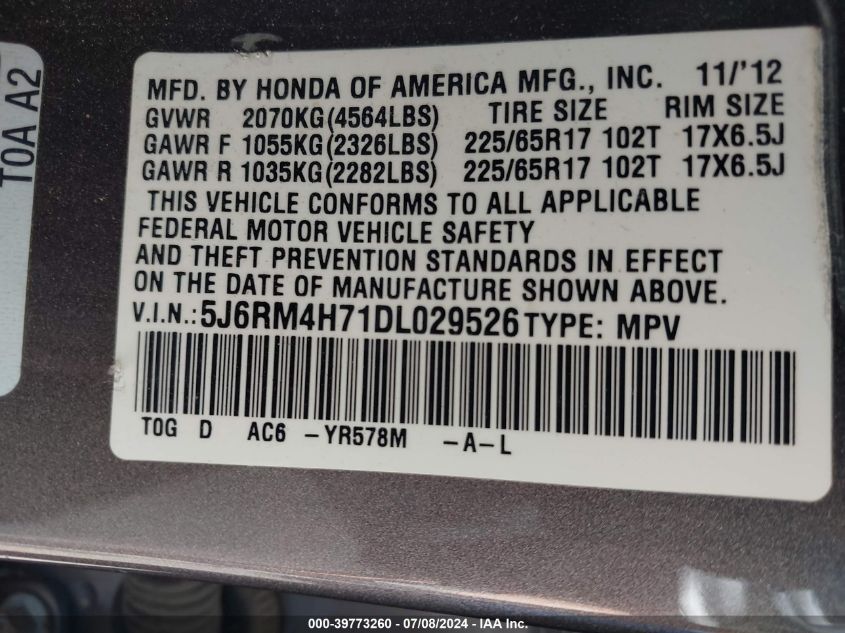 T0A A2
MFD. BY HONDA OF AMERICA MFG., INC. 11/'12
GVWR 2070KG(4564LBS) TIRE SIZE RIM SIZE
GAWR F 1055KG(2326LBS) 225/65R17 102T 17X6.5J
GAWR R 1035KG(2282LBS) 225/65R17 102T 17X6.5J
THIS VEHICLE CONFORMS TO ALL APPLICABLE
FEDERAL MOTOR VEHICLE SAFETY
AND THEFT PREVENTION STANDARDS IN EFFECT
ON THE DATE OF MANUFACTURE SHOWN ABOVE.
V.I.N.: 5J6RM4H71DL029526 TYPE: MPV
T0G D AC6 -YR578M -A-L
000-39773260 - 07/08/2024 - IAA Inc.